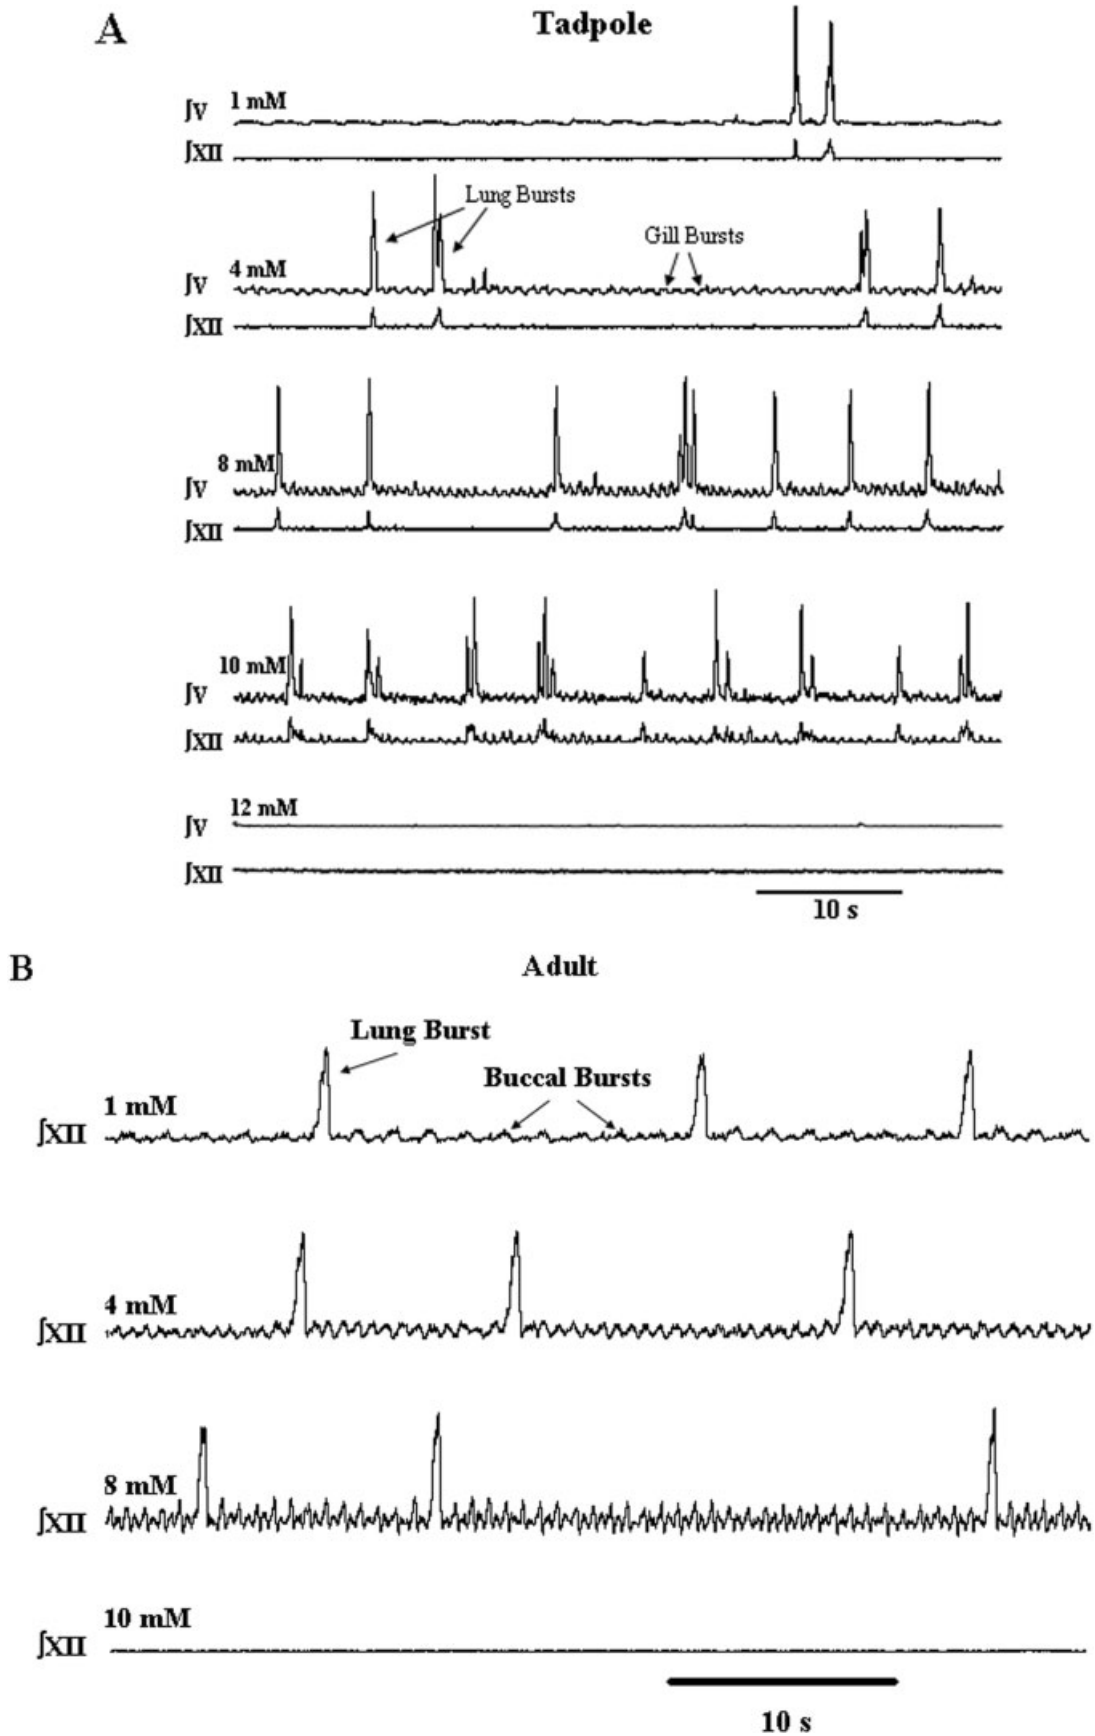 A
Tadpole
1 mM
∫V
∫XII
Lung Bursts
Gill Bursts
4 mM
∫V
∫XII
8 mM
∫V
∫XII
10 mM
∫V
∫XII
12 mM
∫V
∫XII
10 s
B
Adult
Lung Burst
Buccal Bursts
1 mM
∫XII
4 mM
∫XII
8 mM
∫XII
10 mM
∫XII
10 s